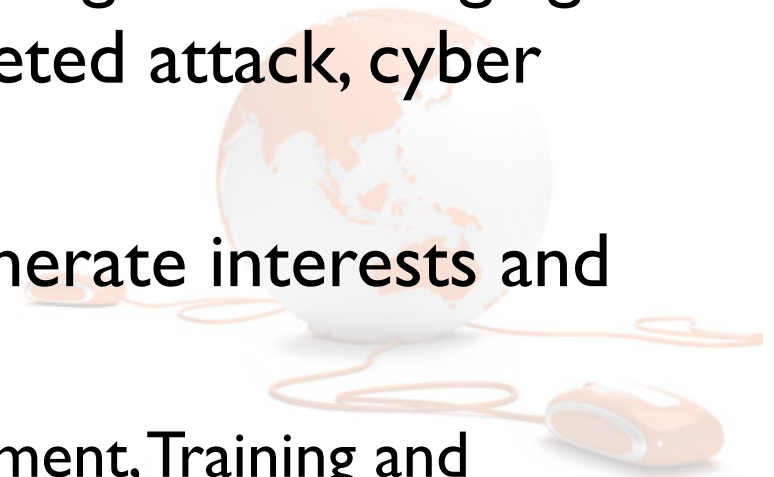 eted attack, cyber
nerate interests and
ment, Training and